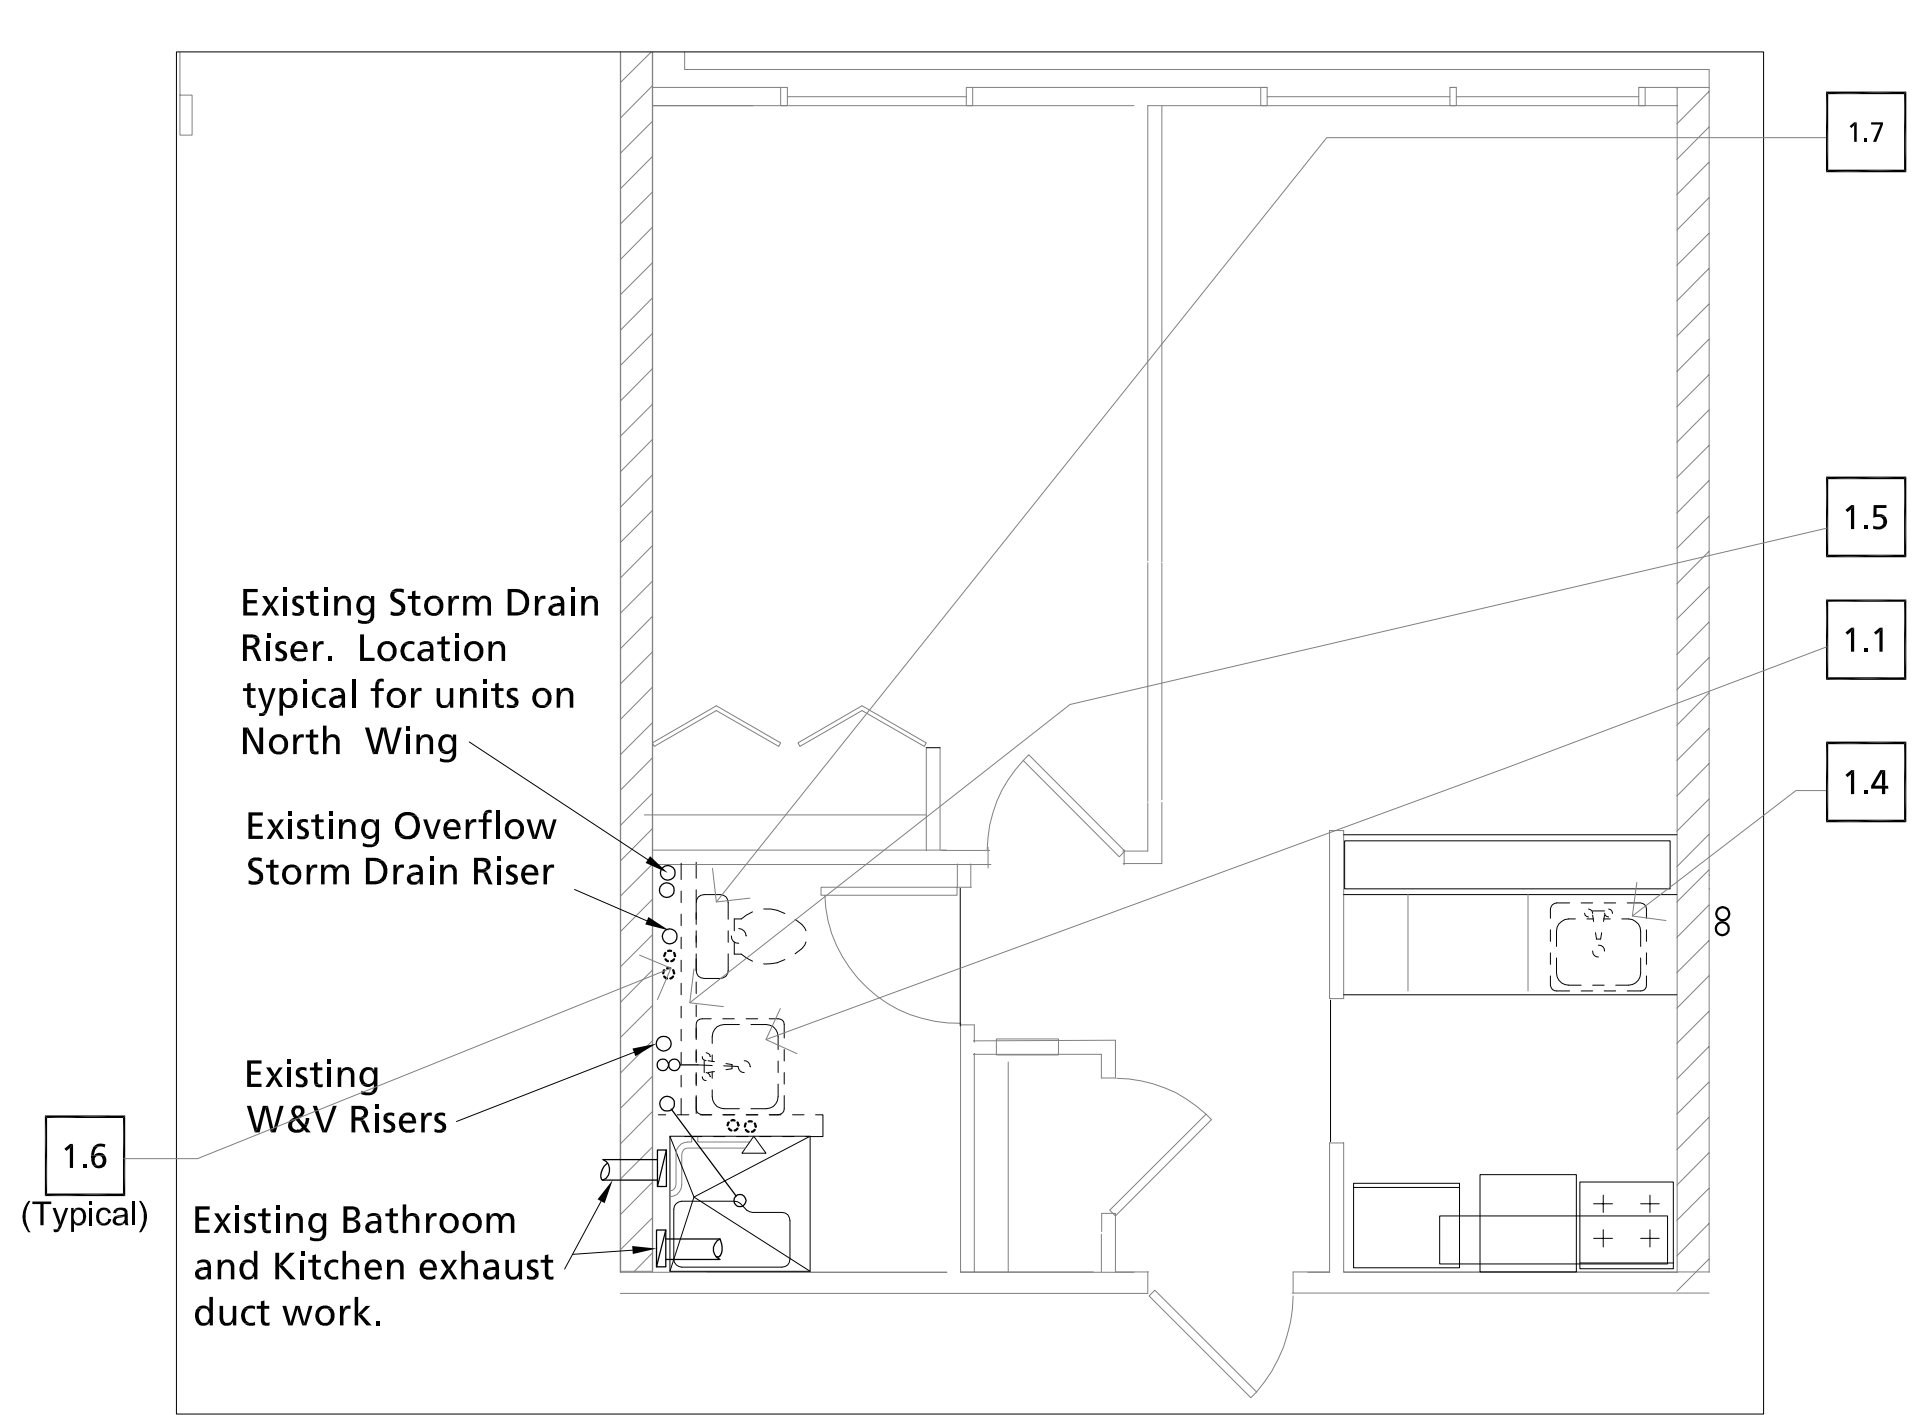 1.7
1.5
1.1
1.4
Existing Storm Drain
Riser.  Location
typical for units on
North  Wing
Existing Overflow
Storm Drain Riser
Existing
W&V Risers
1.6
(Typical)
Existing Bathroom
and Kitchen exhaust
duct work.